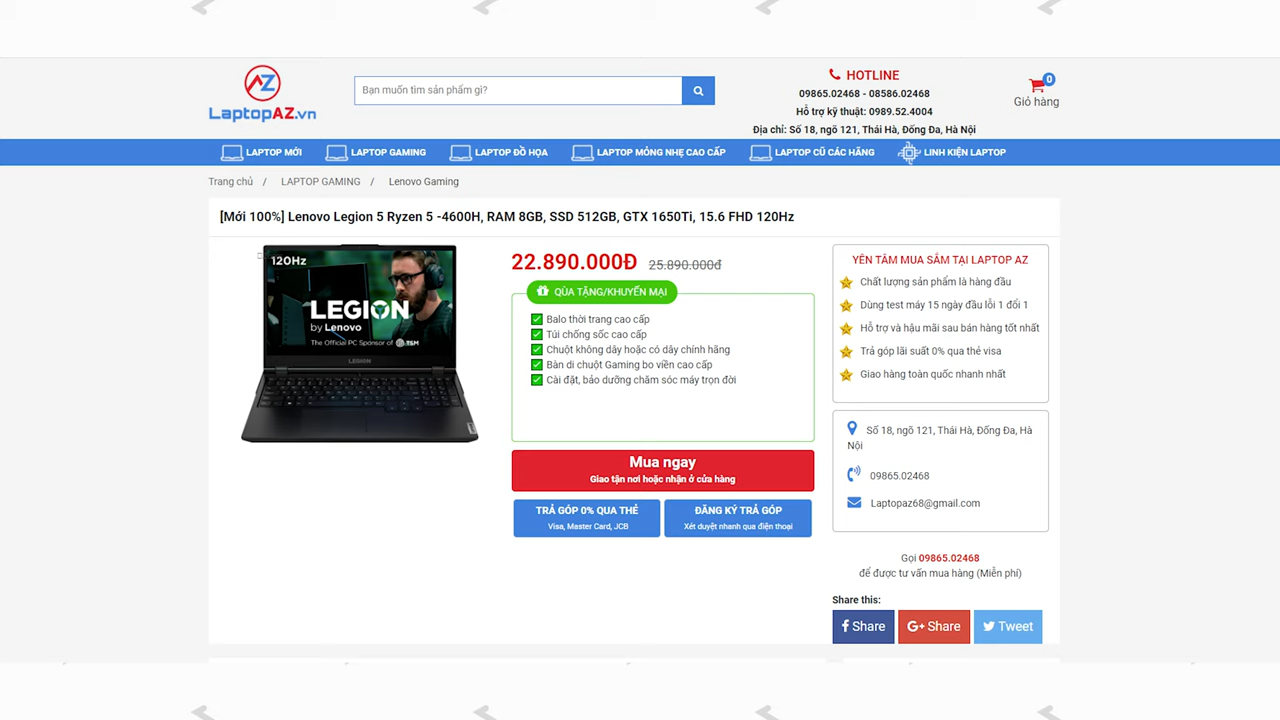 AZ
LaptopAZ.vn
Bạn muốn tìm sản phẩm gì?
HOTLINE
09865.02468 - 08586.02468
Hỗ trợ kỹ thuật: 0989.52.4004
Địa chỉ: Số 18, ngõ 121, Thái Hà, Đống Đa, Hà Nội
0
Giỏ hàng
LAPTOP MỚI
LAPTOP GAMING
LAPTOP ĐỒ HỌA
LAPTOP MỎNG NHẸ CAO CẤP
LAPTOP CŨ CÁC HÃNG
LINH KIỆN LAPTOP
Trang chủ / LAPTOP GAMING / Lenovo Gaming
[Mới 100%] Lenovo Legion 5 Ryzen 5 -4600H, RAM 8GB, SSD 512GB, GTX 1650Ti, 15.6 FHD 120Hz
120Hz
LEGION
by Lenovo
The Official PC Sponsor of
LEGION
22.890.000Đ 25.890.000đ
QÙA TẶNG/KHUYẾN MẠI
Balo thời trang cao cấp
Túi chống sốc cao cấp
Chuột không dây hoặc có dây chính hãng
Bàn di chuột Gaming bo viền cao cấp
Cài đặt, bảo dưỡng chăm sóc máy trọn đời
Mua ngay
Giao tận nơi hoặc nhận ở cửa hàng
TRẢ GÓP 0% QUA THẺ
Visa, Master Card, JCB
ĐĂNG KÝ TRẢ GÓP
Xét duyệt nhanh qua điện thoại
YÊN TÂM MUA SẮM TẠI LAPTOP AZ
Chất lượng sản phẩm là hàng đầu
Dùng test máy 15 ngày đầu lỗi 1 đổi 1
Hỗ trợ và hậu mãi sau bán hàng tốt nhất
Trả góp lãi suất 0% qua thẻ visa
Giao hàng toàn quốc nhanh nhất
Số 18, ngõ 121, Thái Hà, Đống Đa, Hà
Nội
09865.02468
Laptopaz68@gmail.com
Gọi 09865.02468
để được tư vấn mua hàng (Miễn phí)
Share this:
Share
G+ Share
Tweet